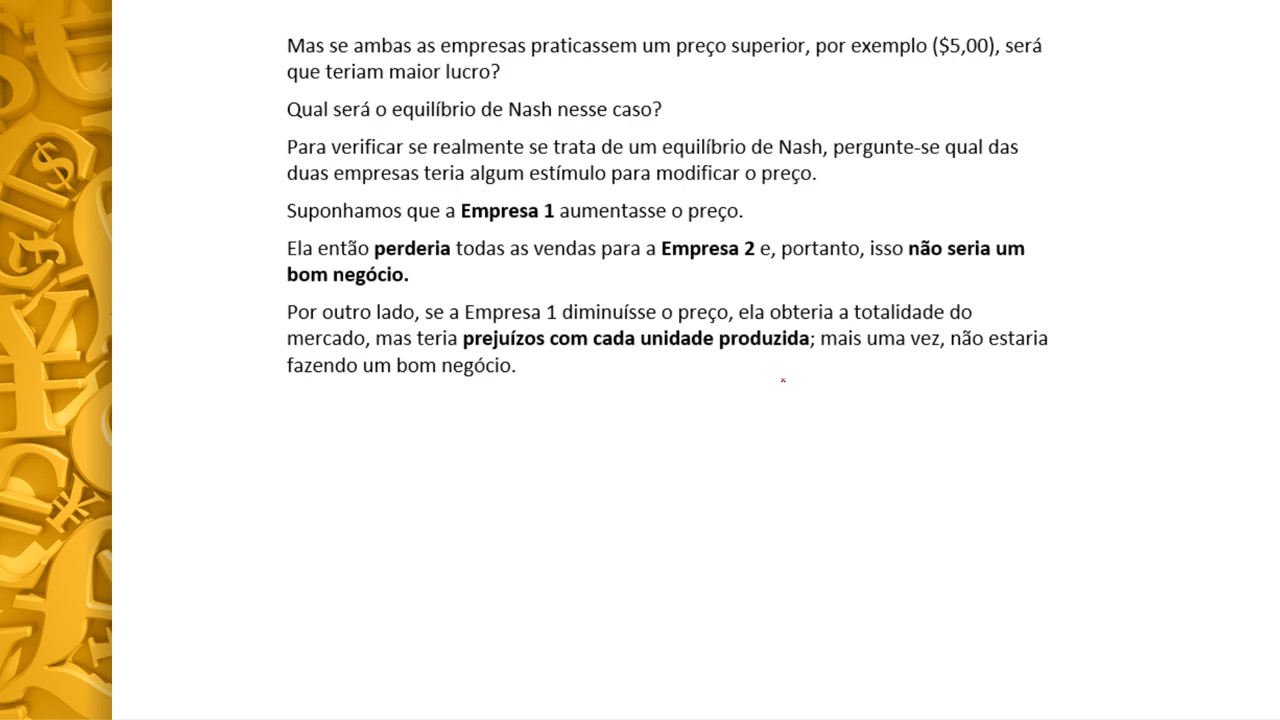 Mas se ambas as empresas praticassem um preço superior, por exemplo ($5,00), será
que teriam maior lucro?
Qual será o equilíbrio de Nash nesse caso?
Para verificar se realmente se trata de um equilíbrio de Nash, pergunte-se qual das
duas empresas teria algum estímulo para modificar o preço.
Suponhamos que a Empresa 1 aumentasse o preço.
Ela então perderia todas as vendas para a Empresa 2 e, portanto, isso não seria um
bom negócio.
Por outro lado, se a Empresa 1 diminuísse o preço, ela obteria a totalidade do
mercado, mas teria prejuízos com cada unidade produzida; mais uma vez, não estaria
fazendo um bom negócio.